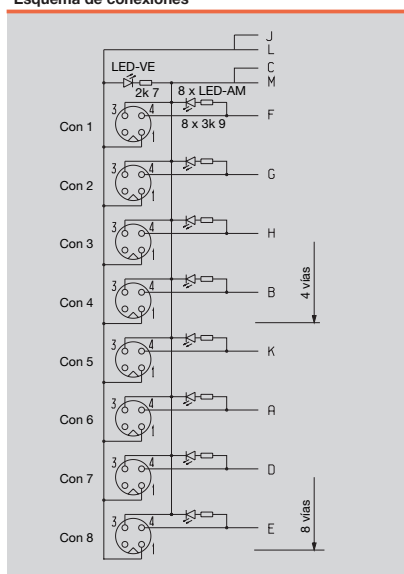 Esquema de conexiones
J
L
LED-VE
C
2k 7
8 x LED-AM
M
3
4
Con 1
8 x 3k 9
F
1
3
4
Con 2
G
1
3
4
Con 3
H
1
3
4
Con 4
B
4 vías
1
3
4
Con 5
K
1
3
4
Con 6
A
1
3
4
Con 7
D
1
3
4
Con 8
E
8 vías
1